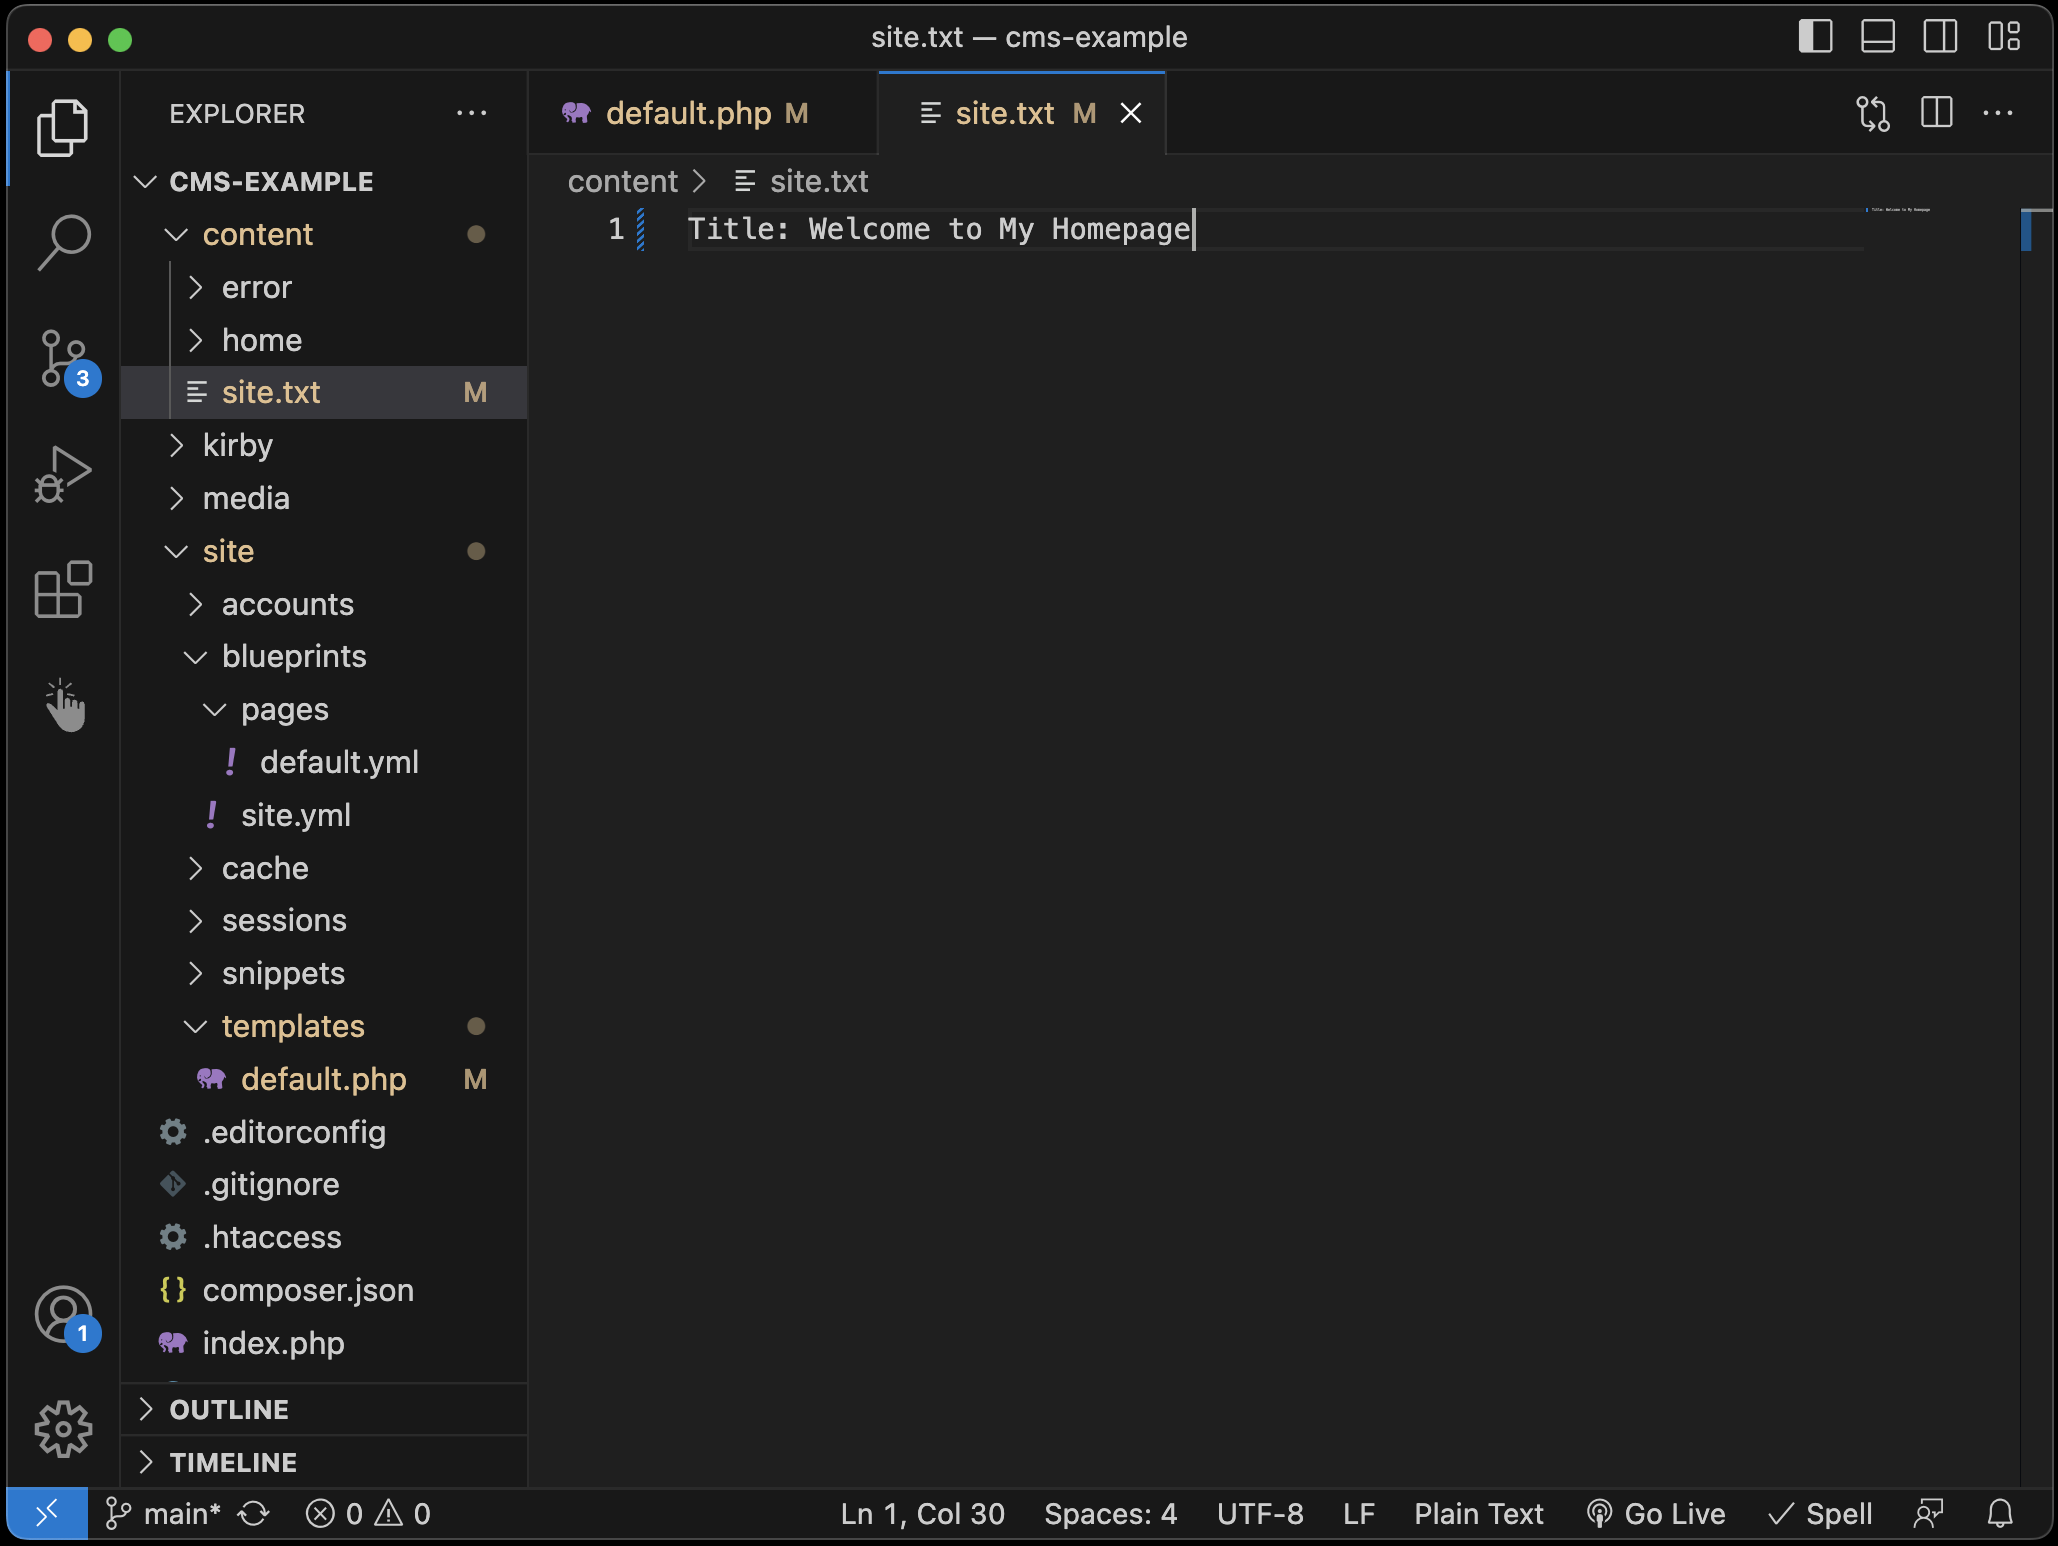 site.txt — cms-example
EXPLORER
default.php M
site.txt M
CMS-EXAMPLE
content > site.txt
1 Title: Welcome to My Homepage
content
error
home
site.txt M
kirby
media
site
accounts
blueprints
pages
! default.yml
! site.yml
cache
sessions
snippets
templates
default.php M
.editorconfig
.gitignore
.htaccess
{} composer.json
index.php
OUTLINE
TIMELINE
3
1
main* 0 0 Ln 1, Col 30 Spaces: 4 UTF-8 LF Plain Text Go Live Spell